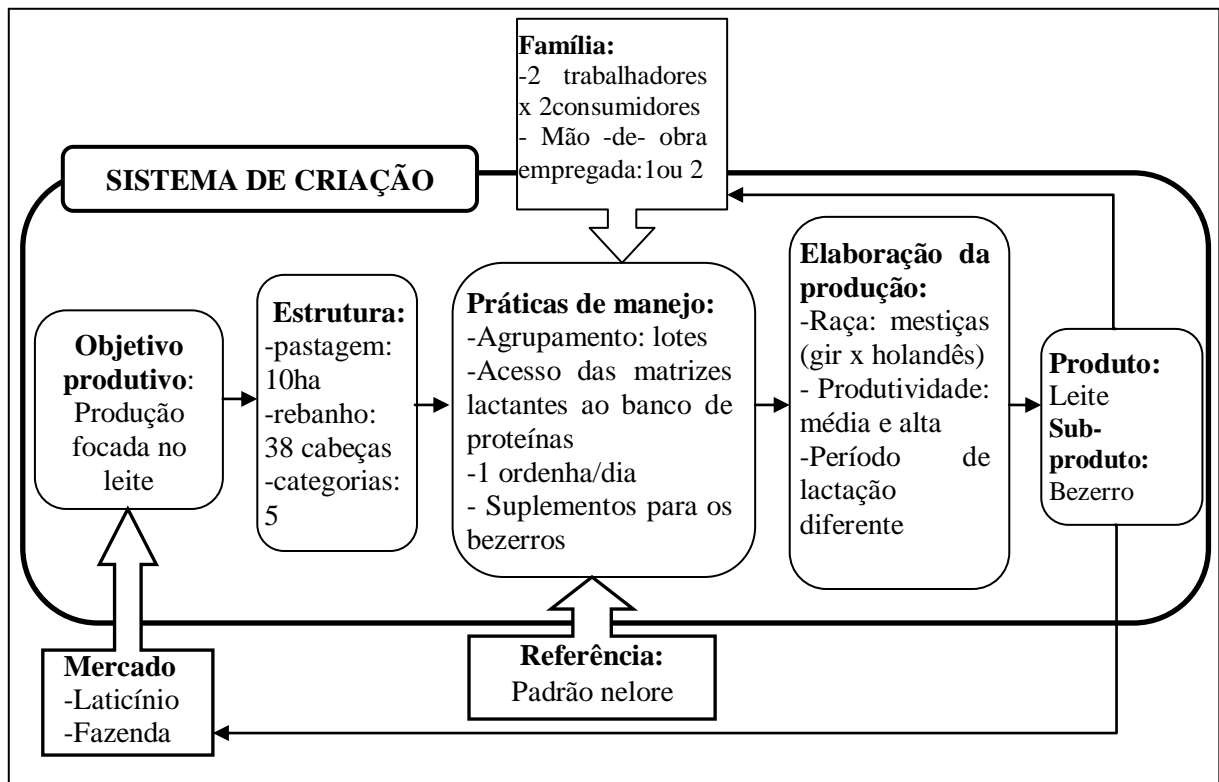 Família:
-2 trabalhadores
x 2consumidores
- Mão -de- obra
empregada:1ou 2
SISTEMA DE CRIAÇÃO
Objetivo
produtivo:
Produção
focada no
leite
Estrutura:
-pastagem:
10ha
-rebanho:
38 cabeças
-categorias:
5
Práticas de manejo:
-Agrupamento: lotes
-Acesso das matrizes
lactantes ao banco de
proteínas
-1 ordenha/dia
- Suplementos para os
bezerros
Elaboração da
produção:
-Raça: mestiças
(gir x holandês)
- Produtividade:
média e alta
-Período de
lactação
diferente
Produto:
Leite
Sub-
produto:
Bezerro
Mercado
-Laticínio
-Fazenda
Referência:
Padrão nelore